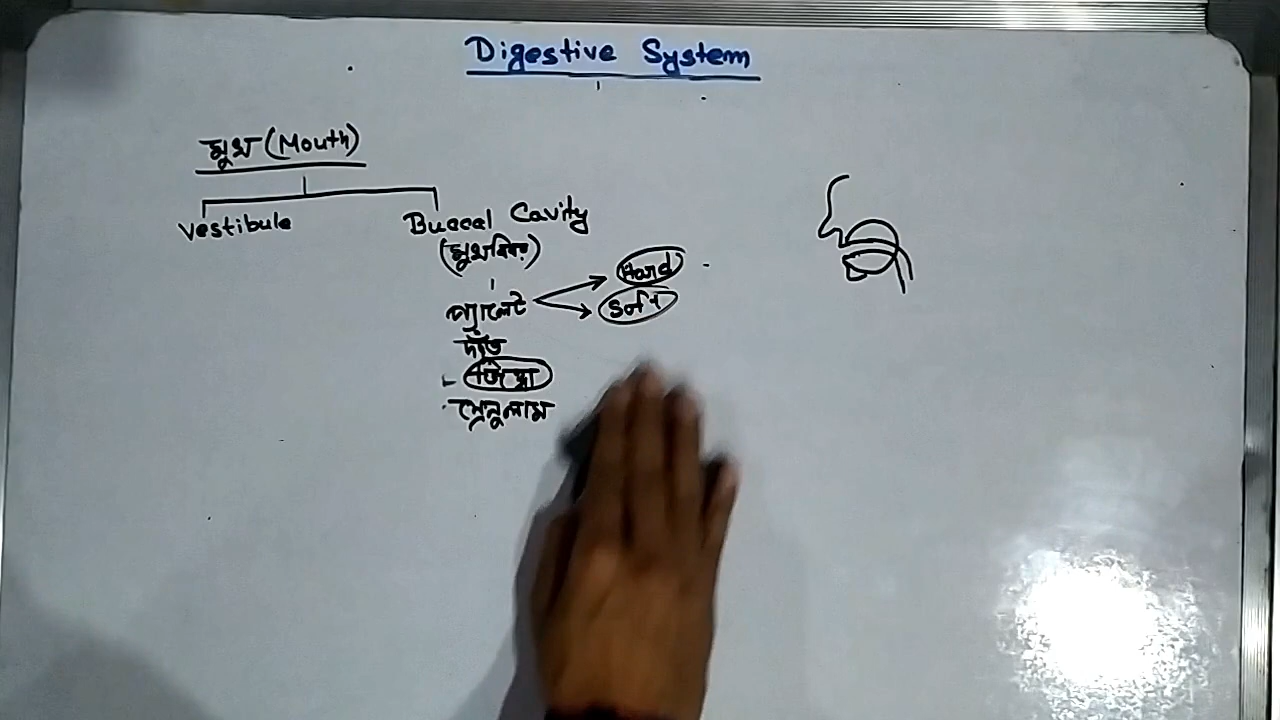 Digestive System
মুখ (Mouth)
Vestibule
Buccal Cavity
(মুখবিবর)
প্যালেট
Hard
Soft
দাঁত
জিহ্বা
ফ্রেনুলাম